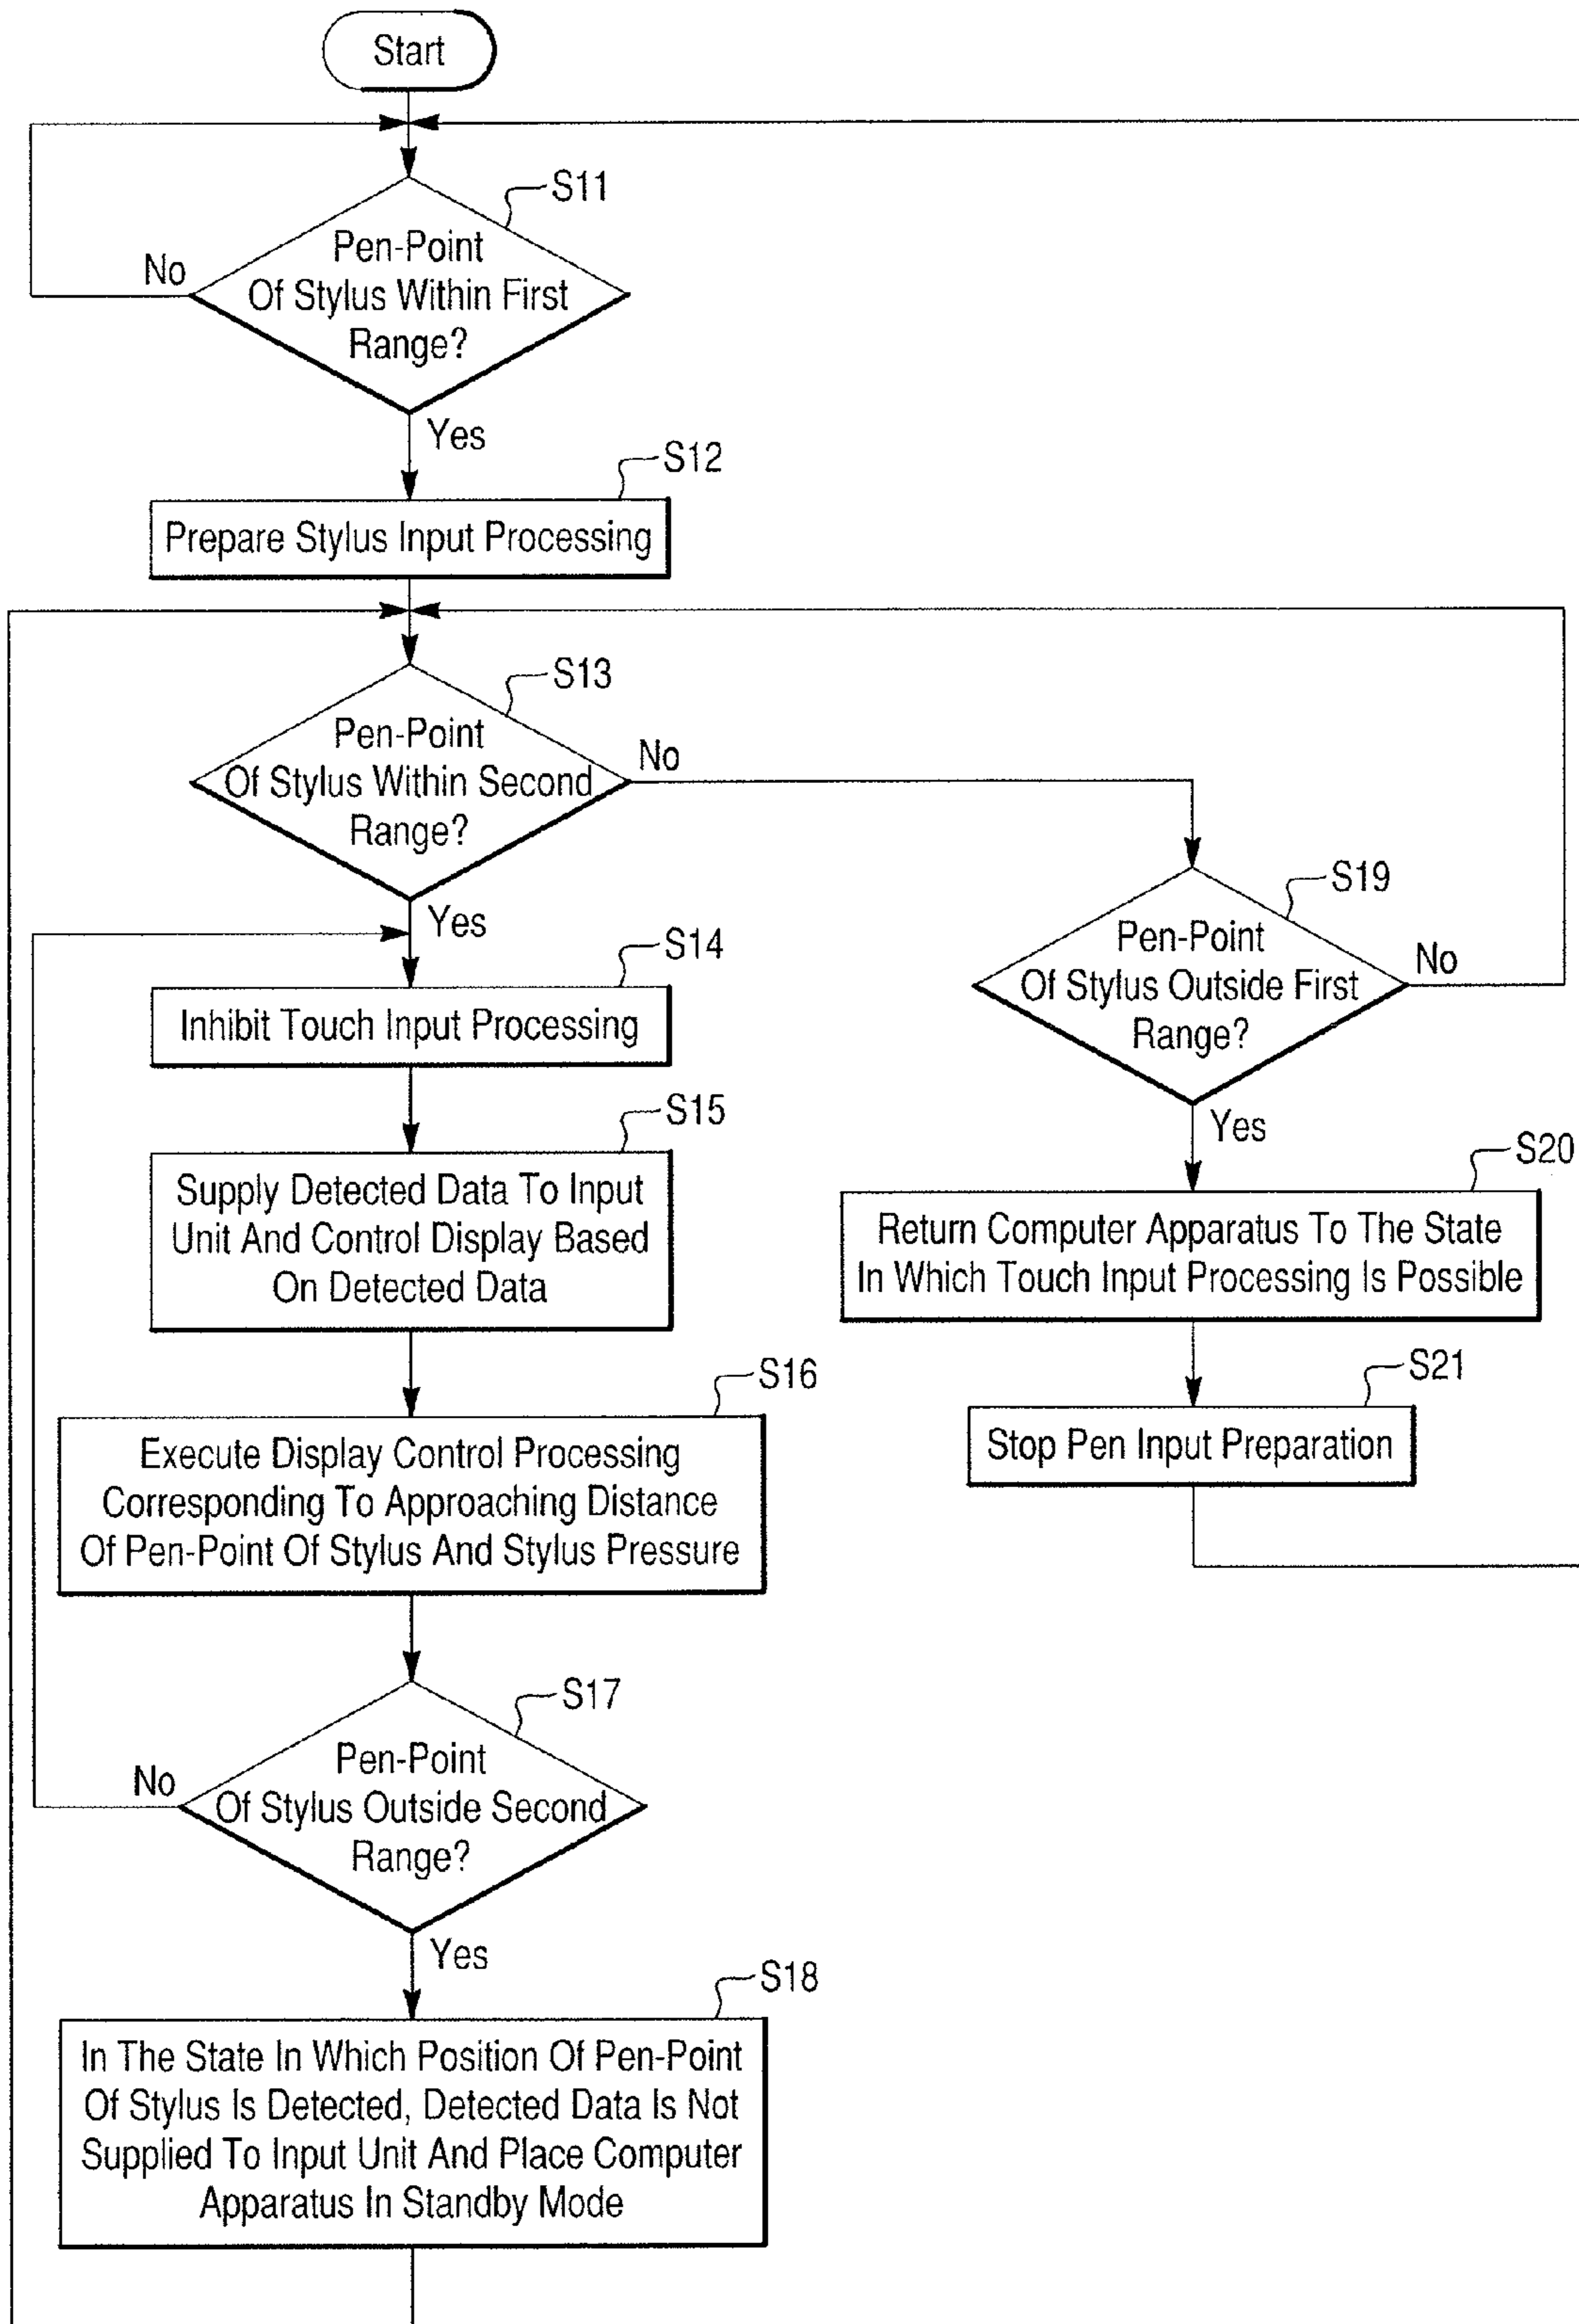 Start
S11
Pen-Point
Of Stylus Within First
Range?
No
Yes
S12
Prepare Stylus Input Processing
S13
Pen-Point
Of Stylus Within Second
Range?
No
Yes
S14
Inhibit Touch Input Processing
S15
Supply Detected Data To Input
Unit And Control Display Based
On Detected Data
S16
Execute Display Control Processing
Corresponding To Approaching Distance
Of Pen-Point Of Stylus And Stylus Pressure
S17
Pen-Point
Of Stylus Outside Second
Range?
No
Yes
S18
In The State In Which Position Of Pen-Point
Of Stylus Is Detected, Detected Data Is Not
Supplied To Input Unit And Place Computer
Apparatus In Standby Mode
S19
Pen-Point
Of Stylus Outside First
Range?
No
Yes
S20
Return Computer Apparatus To The State
In Which Touch Input Processing Is Possible
S21
Stop Pen Input Preparation